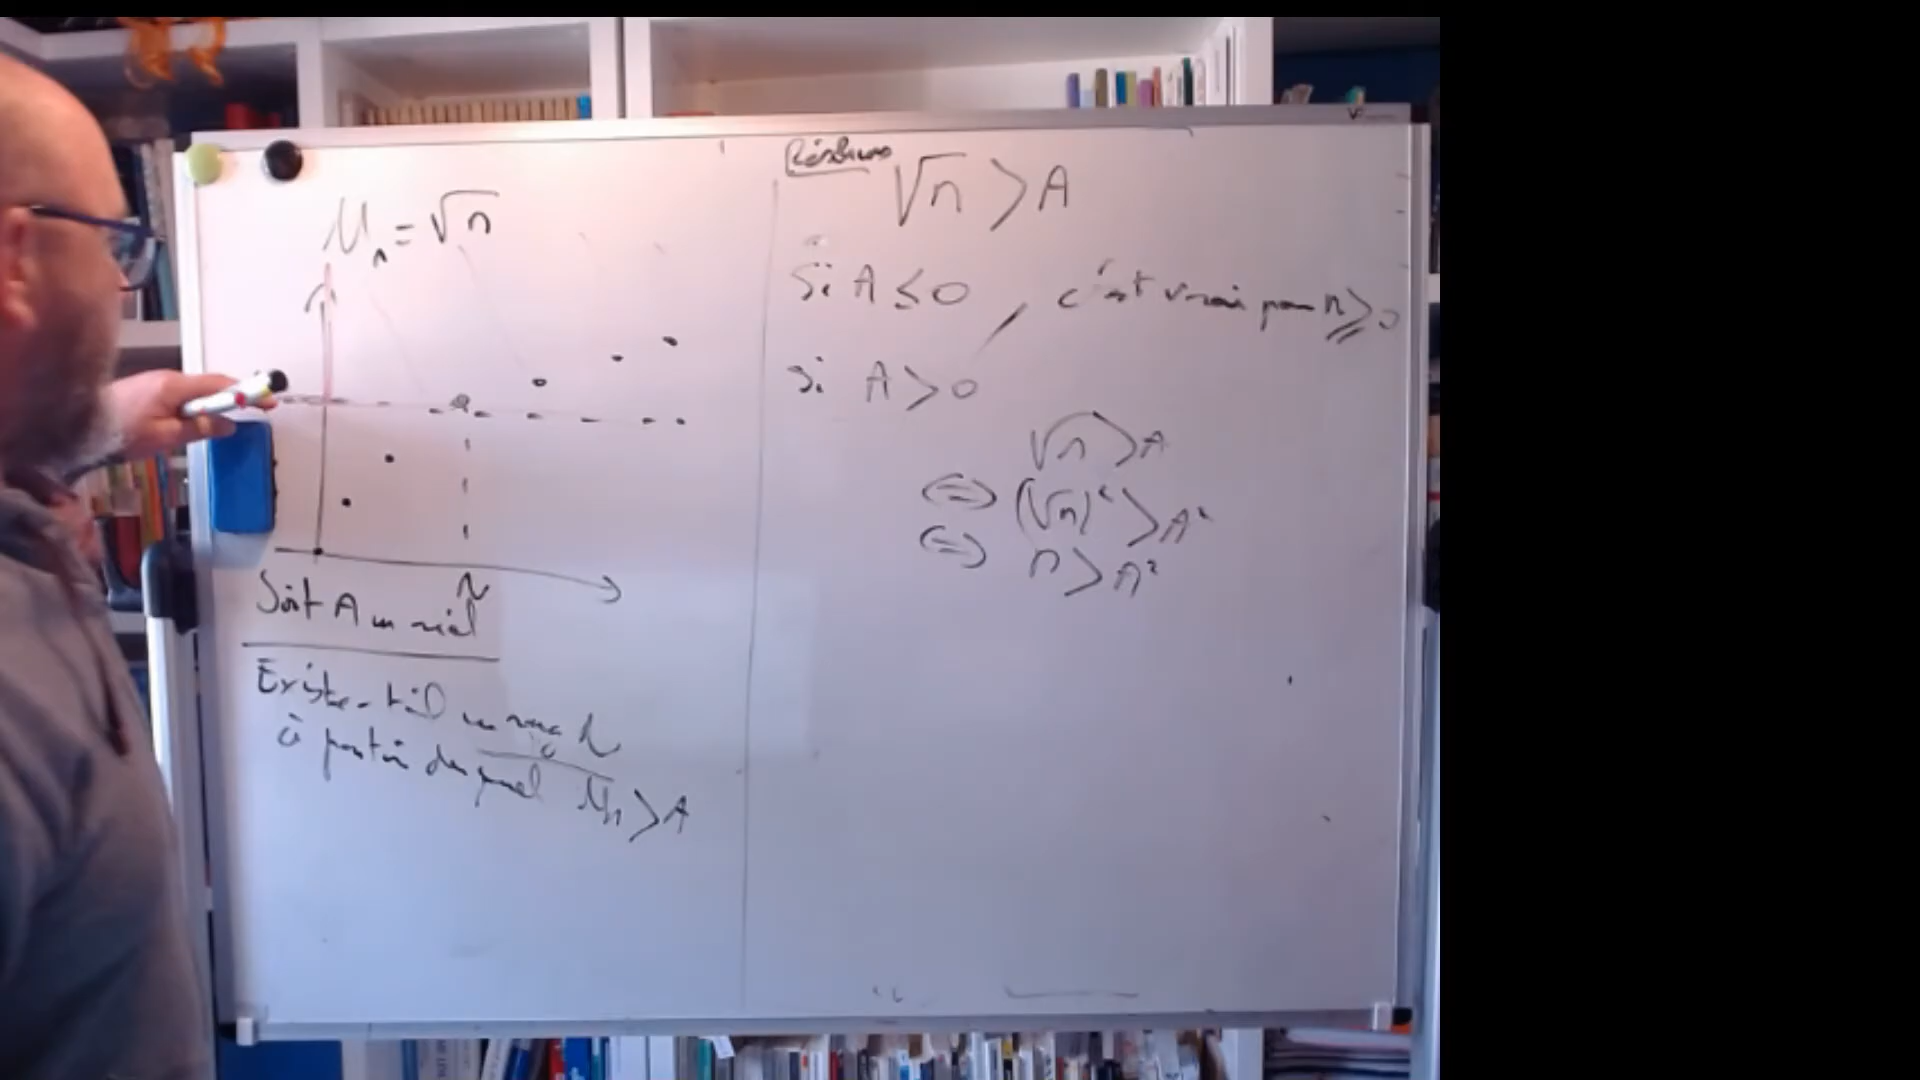 Uₙ = √n
N
Soit A un réel
Existe-t-il un rang
à partir duquel Uₙ > A
Résolvons
√n > A
Si A ≤ 0, c'est vrai pour n ≥ 0
Si A > 0
√n > A
⇔ (√n)² > A²
⇔ n > A²